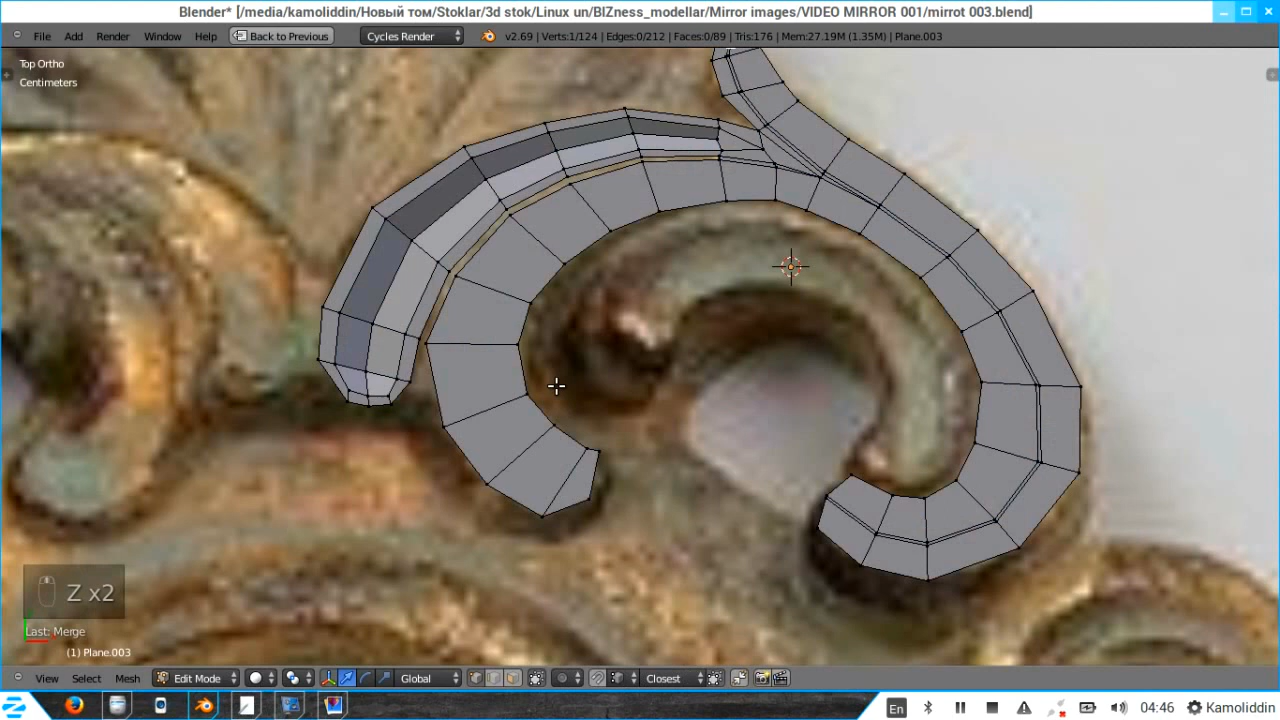 Blender* [/media/kamoliddin/Новый том/Stoklar/3d stok/Linux un/BIZness_modellar/Mirror images/VIDEO MIRROR 001/mirrot 003.blend]
File Add Render Window Help Back to Previous Cycles Render v2.69 | Verts:1/124 | Edges:0/212 | Faces:0/89 | Tris:176 | Mem:27.19M (1.35M) | Plane.003
Top Ortho
Centimeters
Z x2
Last: Merge
(1) Plane.003
View Select Mesh Edit Mode Global Closest
En 04:46 Kamoliddin